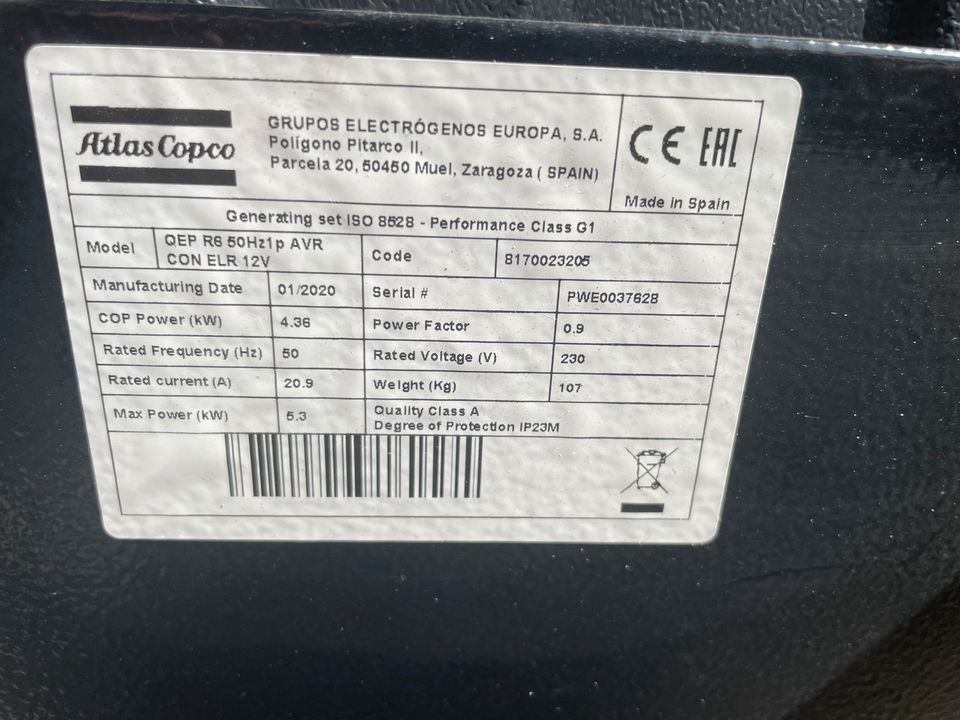 Atlas Copco
GRUPOS ELECTRÓGENOS EUROPA, S.A.
Polígono Pitarco II,
Parcela 20, 50450 Muel, Zaragoza ( SPAIN)
CE EAC
Made In Spain
Generating set ISO 8528 - Performance Class G1
Model QEP R6 50Hz1p AVR
CON ELR 12V
Code 8170023205
Manufacturing Date 01/2020 Serial # PWE0037628
COP Power (kW) 4.36 Power Factor 0.9
Rated Frequency (Hz) 50 Rated Voltage (V) 230
Rated current (A) 20.9 Weight (Kg) 107
Max Power (kW) 5.3 Quality Class A
Degree of Protection IP23M